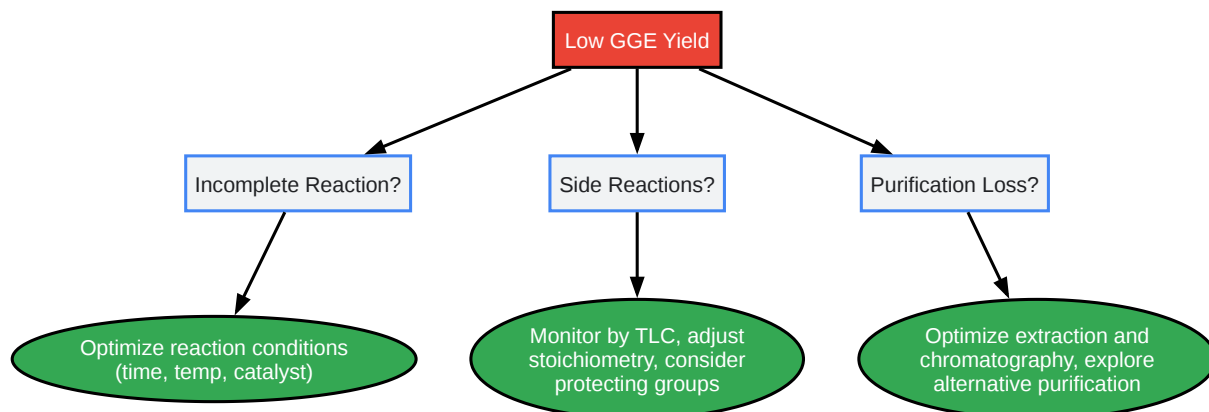 Low GGE Yield
Incomplete Reaction?
Side Reactions?
Purification Loss?
Optimize reaction conditions
(time, temp, catalyst)
Monitor by TLC, adjust
stoichiometry, consider
protecting groups
Optimize extraction and
chromatography, explore
alternative purification